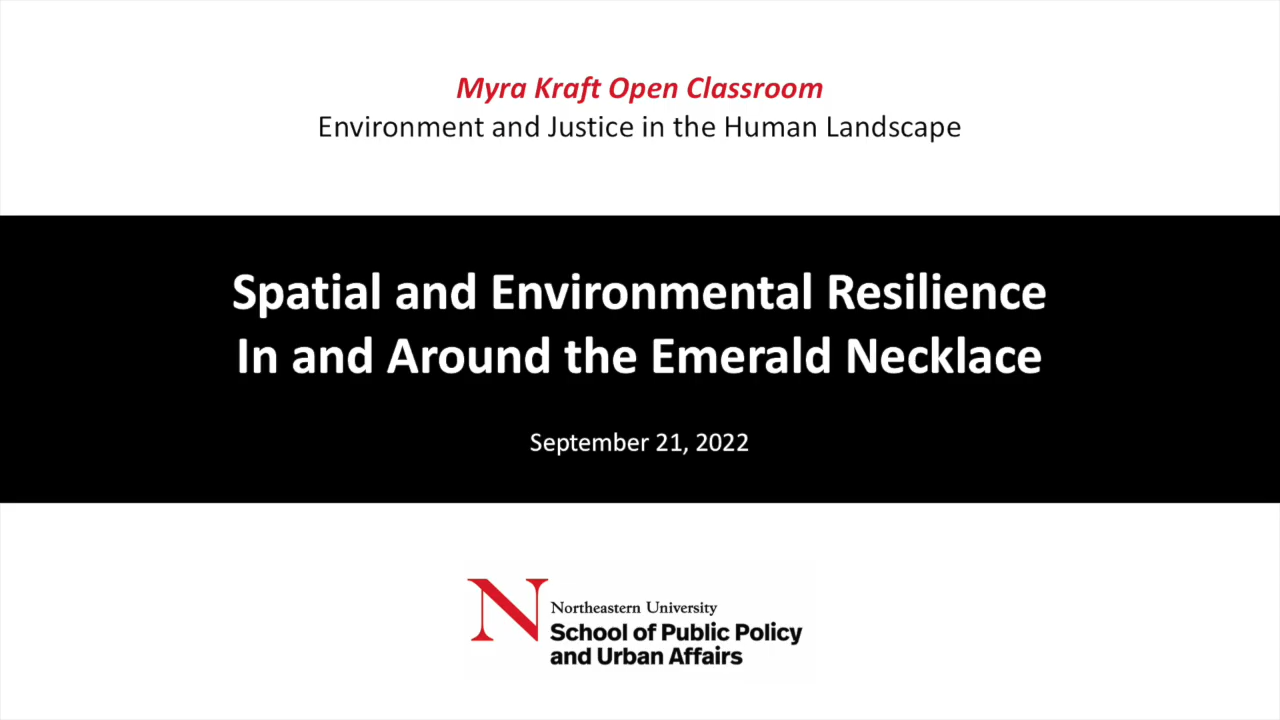 Myra Kraft Open Classroom
Environment and Justice in the Human Landscape
Spatial and Environmental Resilience
In and Around the Emerald Necklace
September 21, 2022
N
Northeastern University
School of Public Policy
and Urban Affairs